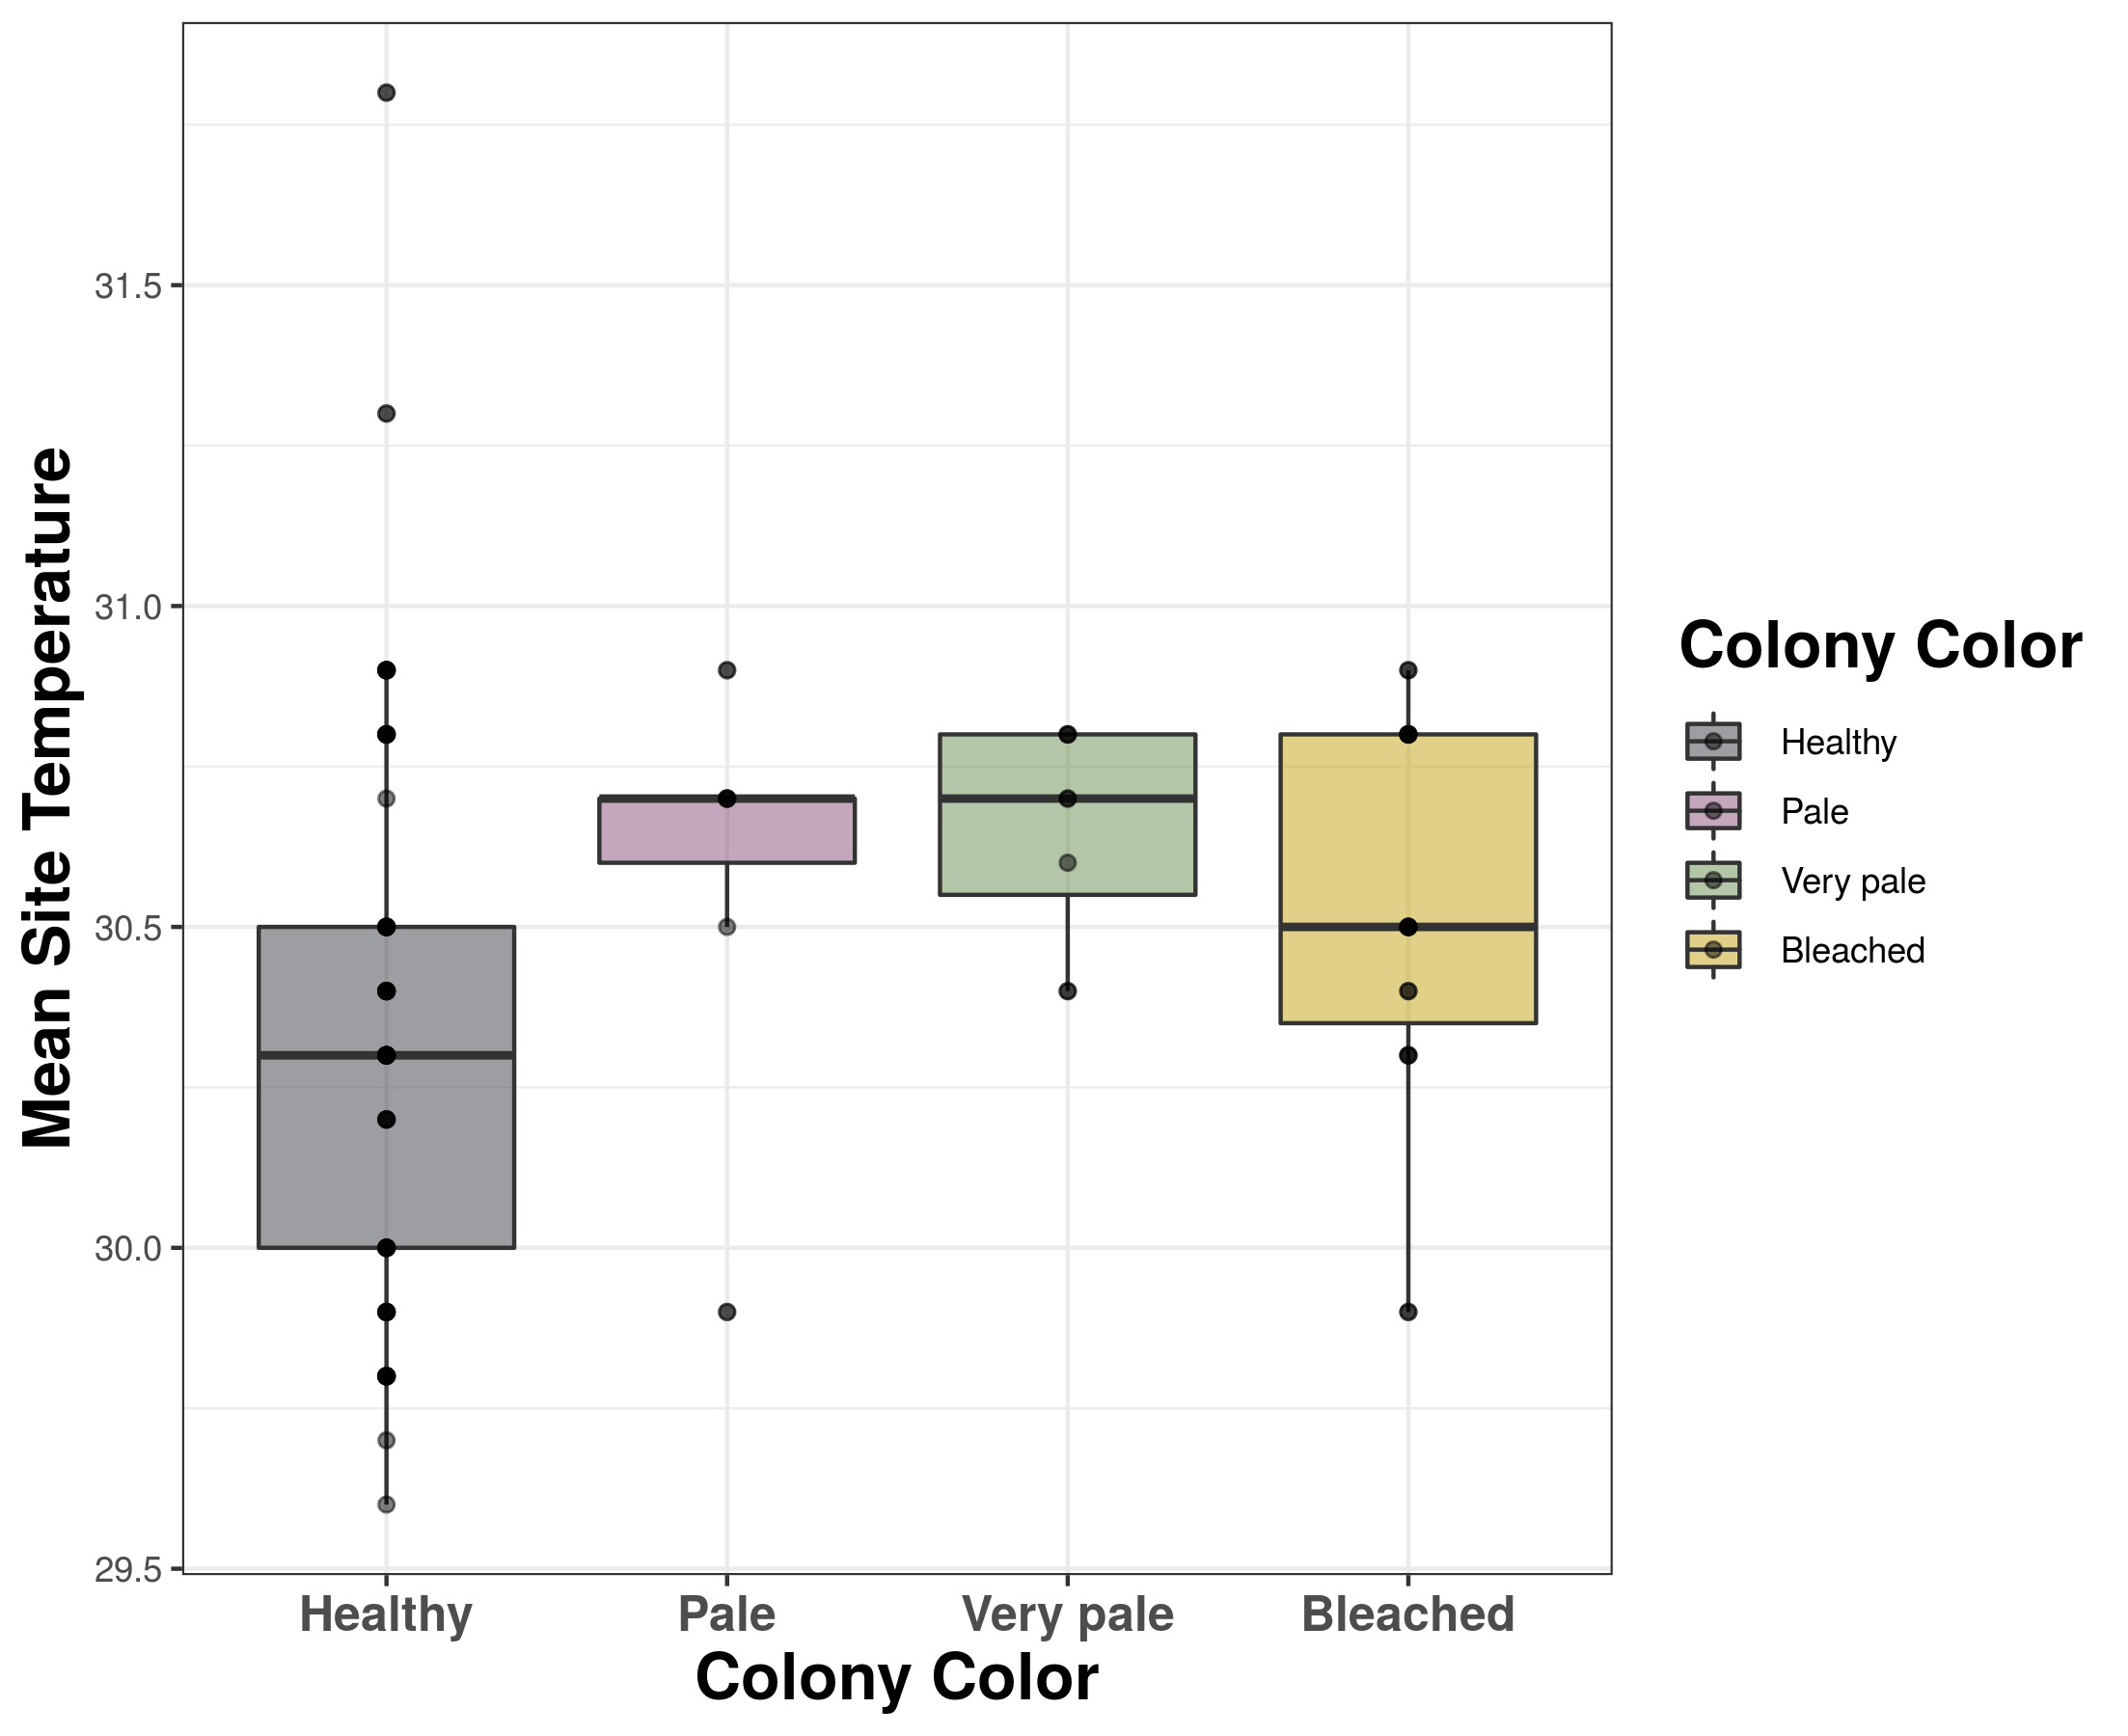 Mean Site Temperature
31.5
31.0
30.5
30.0
29.5
Healthy
Pale
Very pale
Bleached
Colony Color
Colony Color
Healthy
Pale
Very pale
Bleached